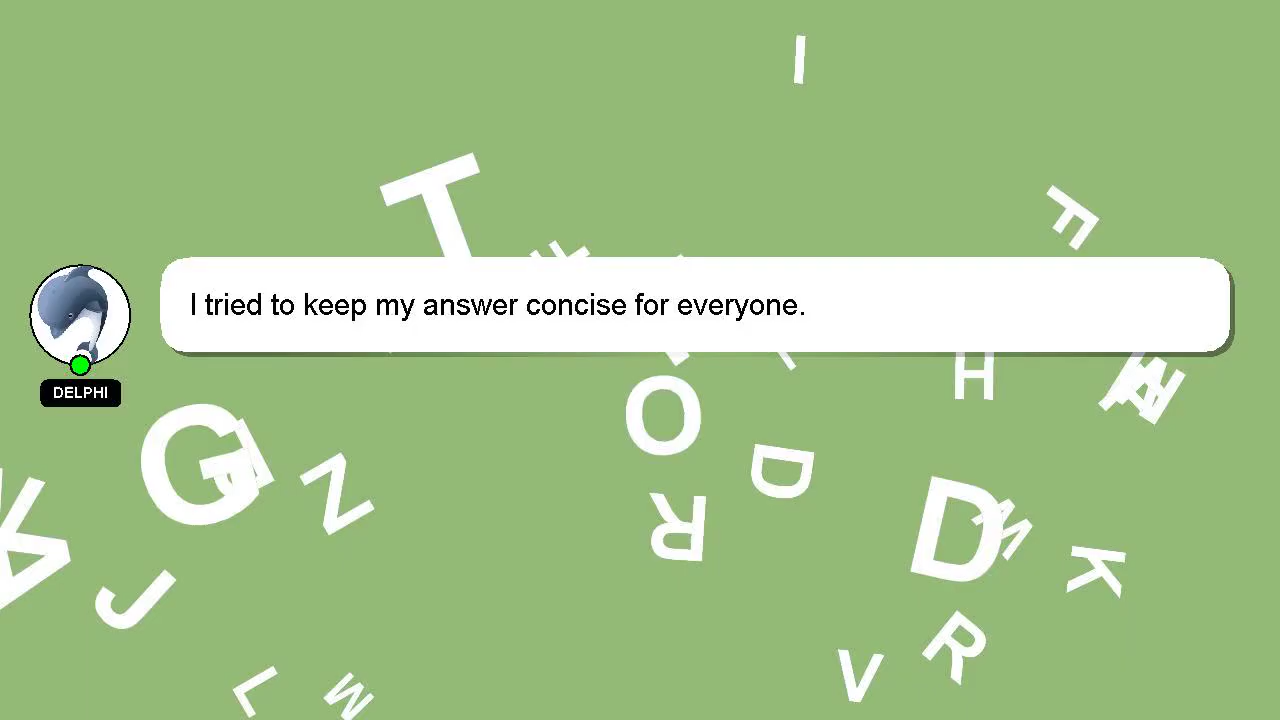 I tried to keep my answer concise for everyone.
DELPHI
I
T
F
H
O
G
N
D
R
D
M
K
J
R
V
L
M